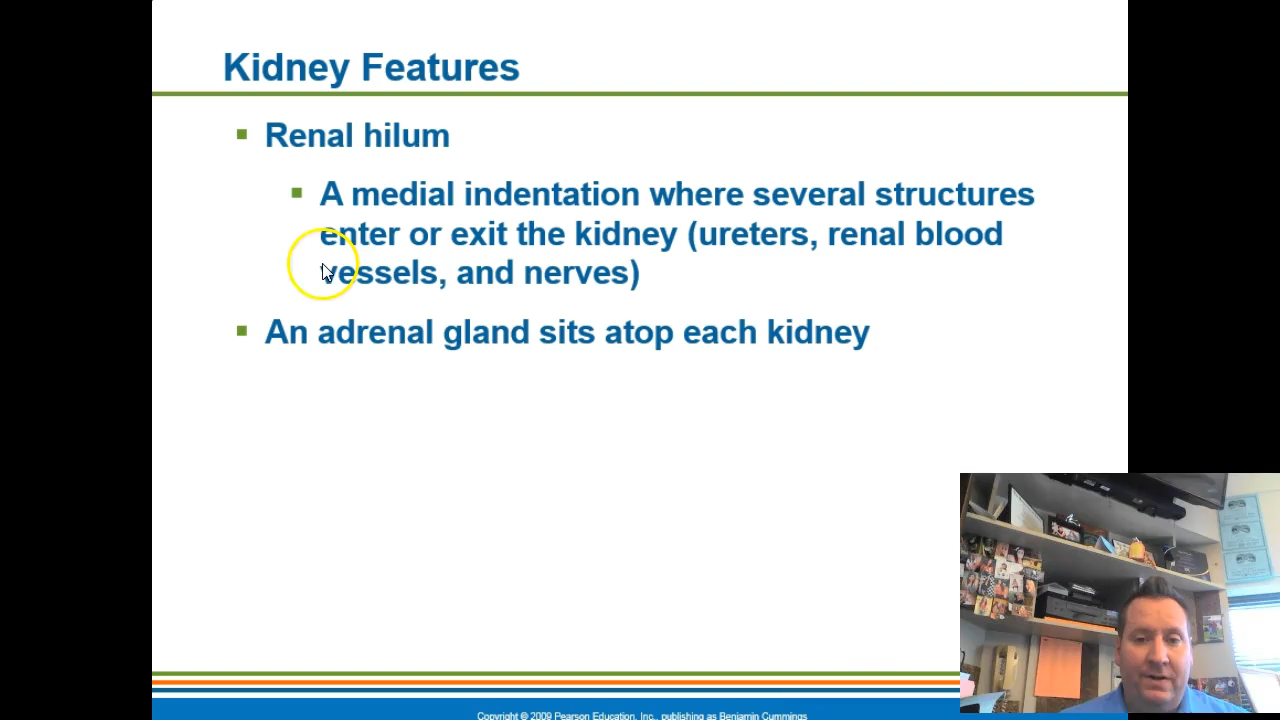 Kidney Features
Renal hilum
A medial indentation where several structures
enter or exit the kidney (ureters, renal blood
vessels, and nerves)
An adrenal gland sits atop each kidney
Copyright © 2009 Pearson Education, Inc., publishing as Benjamin Cummings